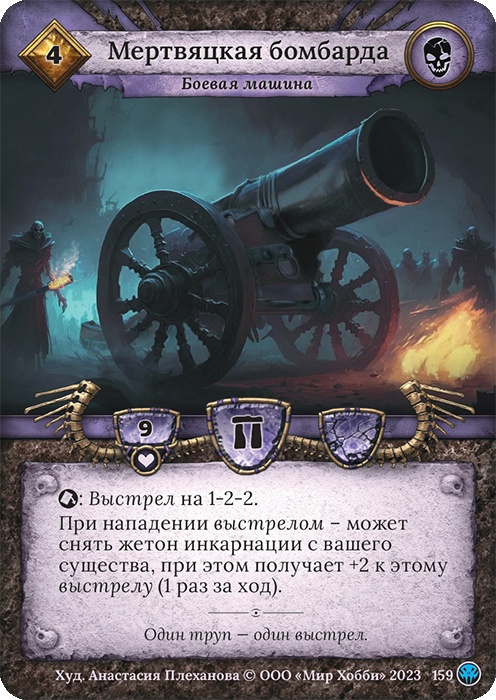 4
Мертвяцкая бомбарда
Боевая машина
9
: Выстрел на 1-2-2.
При нападении выстрелом – может
снять жетон инкарнации с вашего
существа, при этом получает +2 к этому
выстрелу (1 раз за ход).
Один труп — один выстрел.
Худ. Анастасия Плеханова © ООО «Мир Хобби» 2023 159